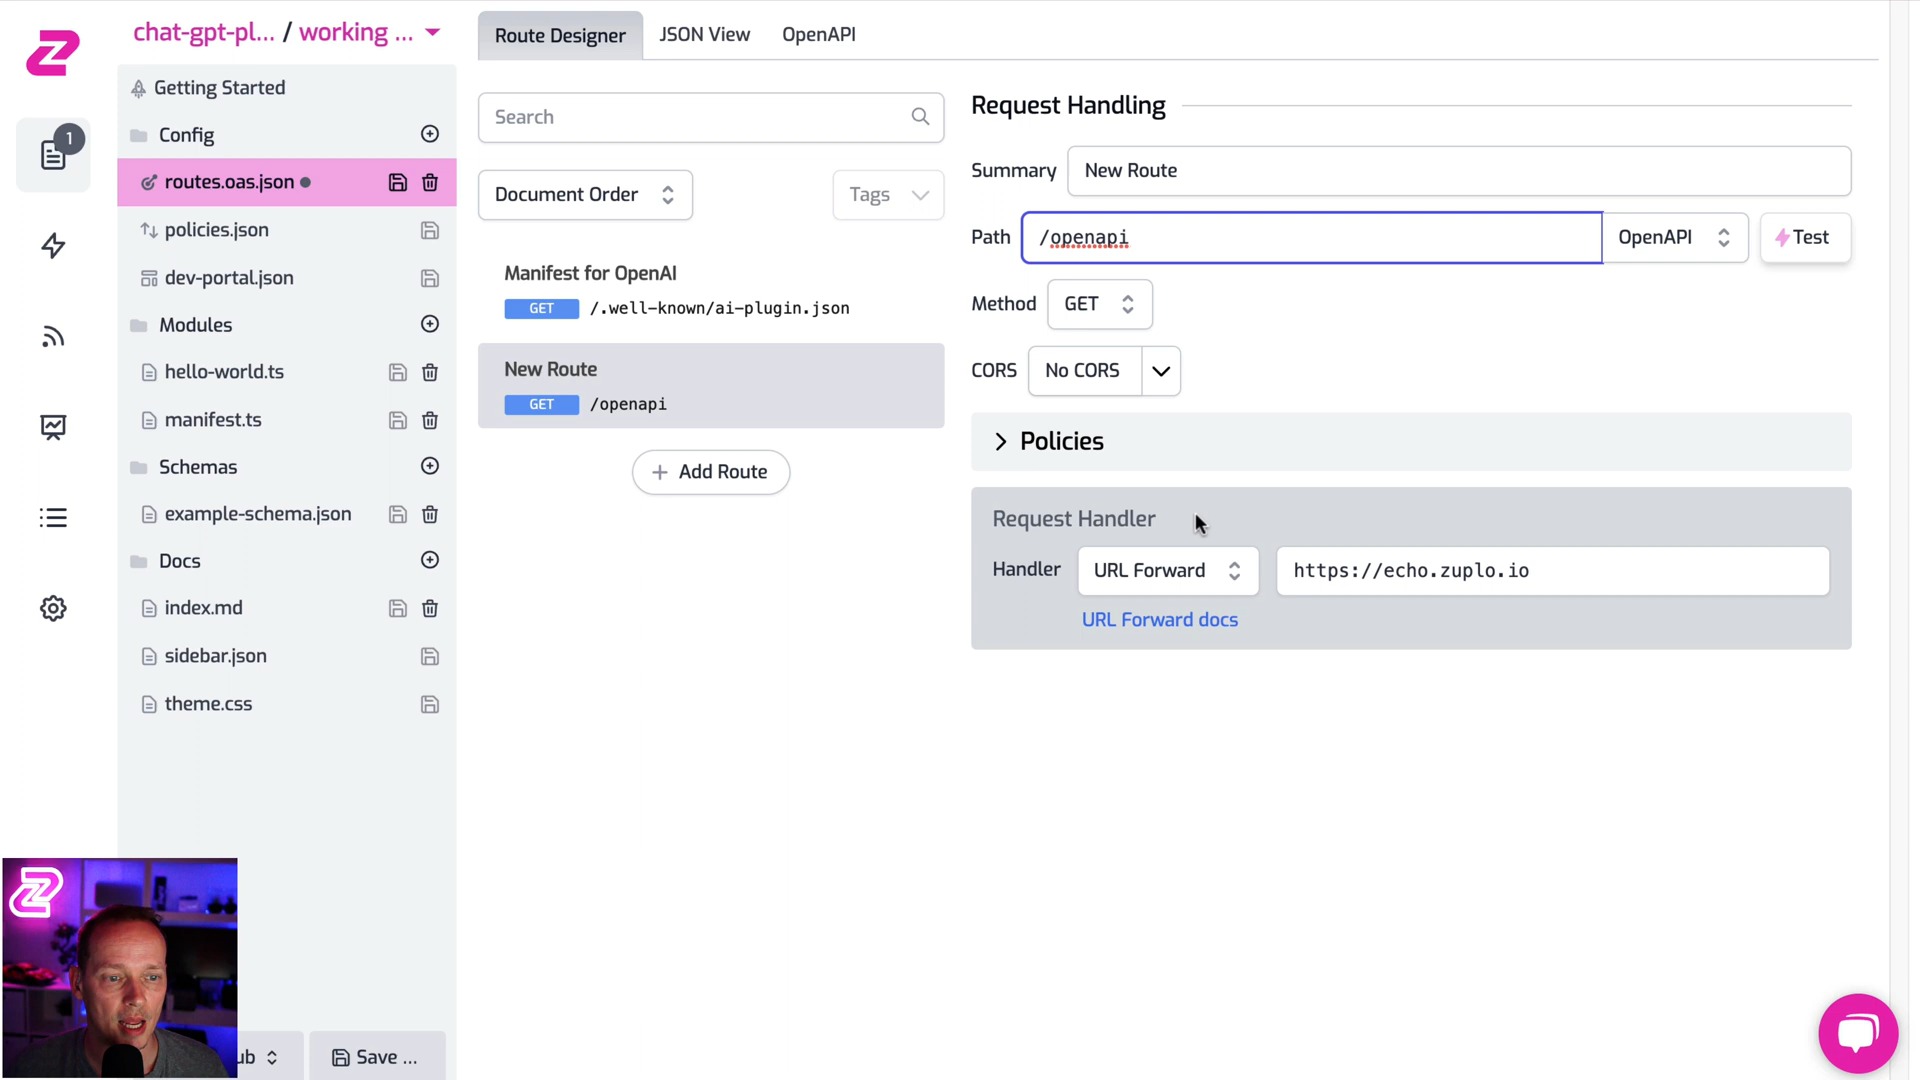 chat-gpt-pl... / working ...
1
Getting Started
Config
routes.oas.json
policies.json
dev-portal.json
Modules
hello-world.ts
manifest.ts
Schemas
example-schema.json
Docs
index.md
sidebar.json
theme.css
ub
Save ...
Route Designer
JSON View
OpenAPI
Search
Document Order
Tags
Manifest for OpenAI
GET /.well-known/ai-plugin.json
New Route
GET /openapi
Add Route
Request Handling
Summary New Route
Path /openapi OpenAPI Test
Method GET
CORS No CORS
Policies
Request Handler
Handler URL Forward https://echo.zuplo.io
URL Forward docs